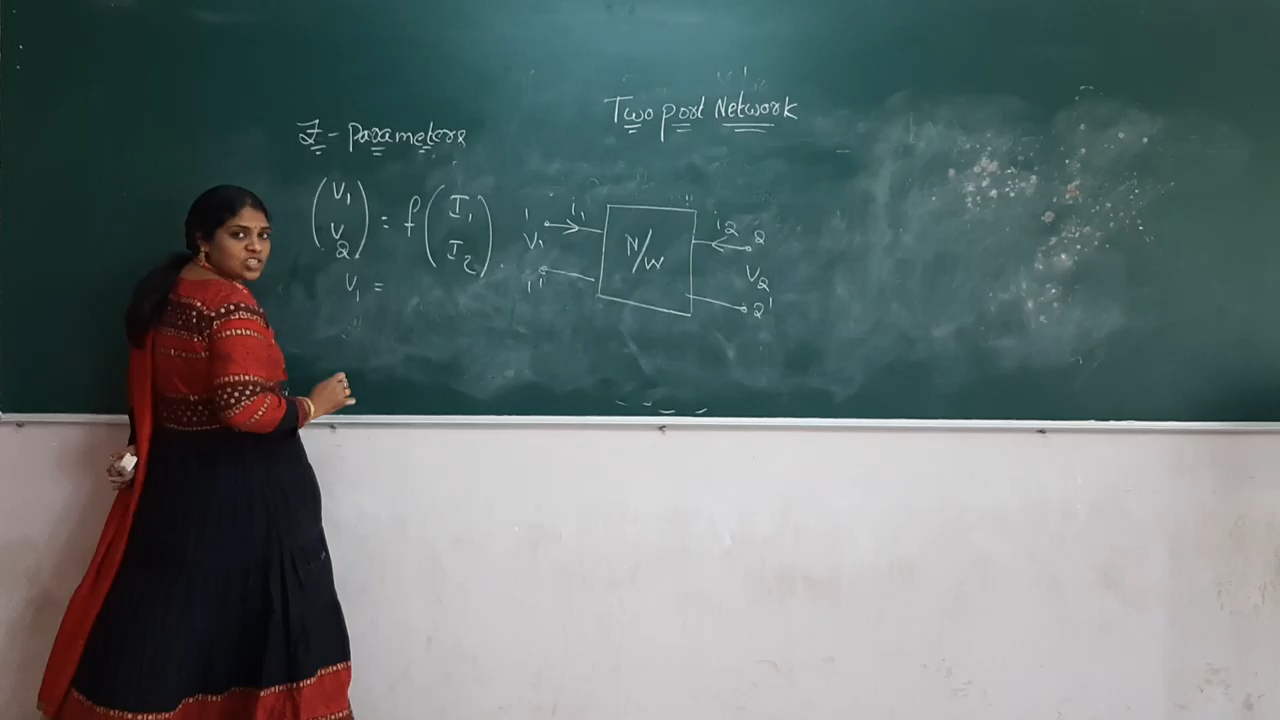 Two port Network
Z - Parameters
(V1 V2) = f (I1 I2).
V1 =
1 i1
V1
1'
N/W
i2 2
V2
2'